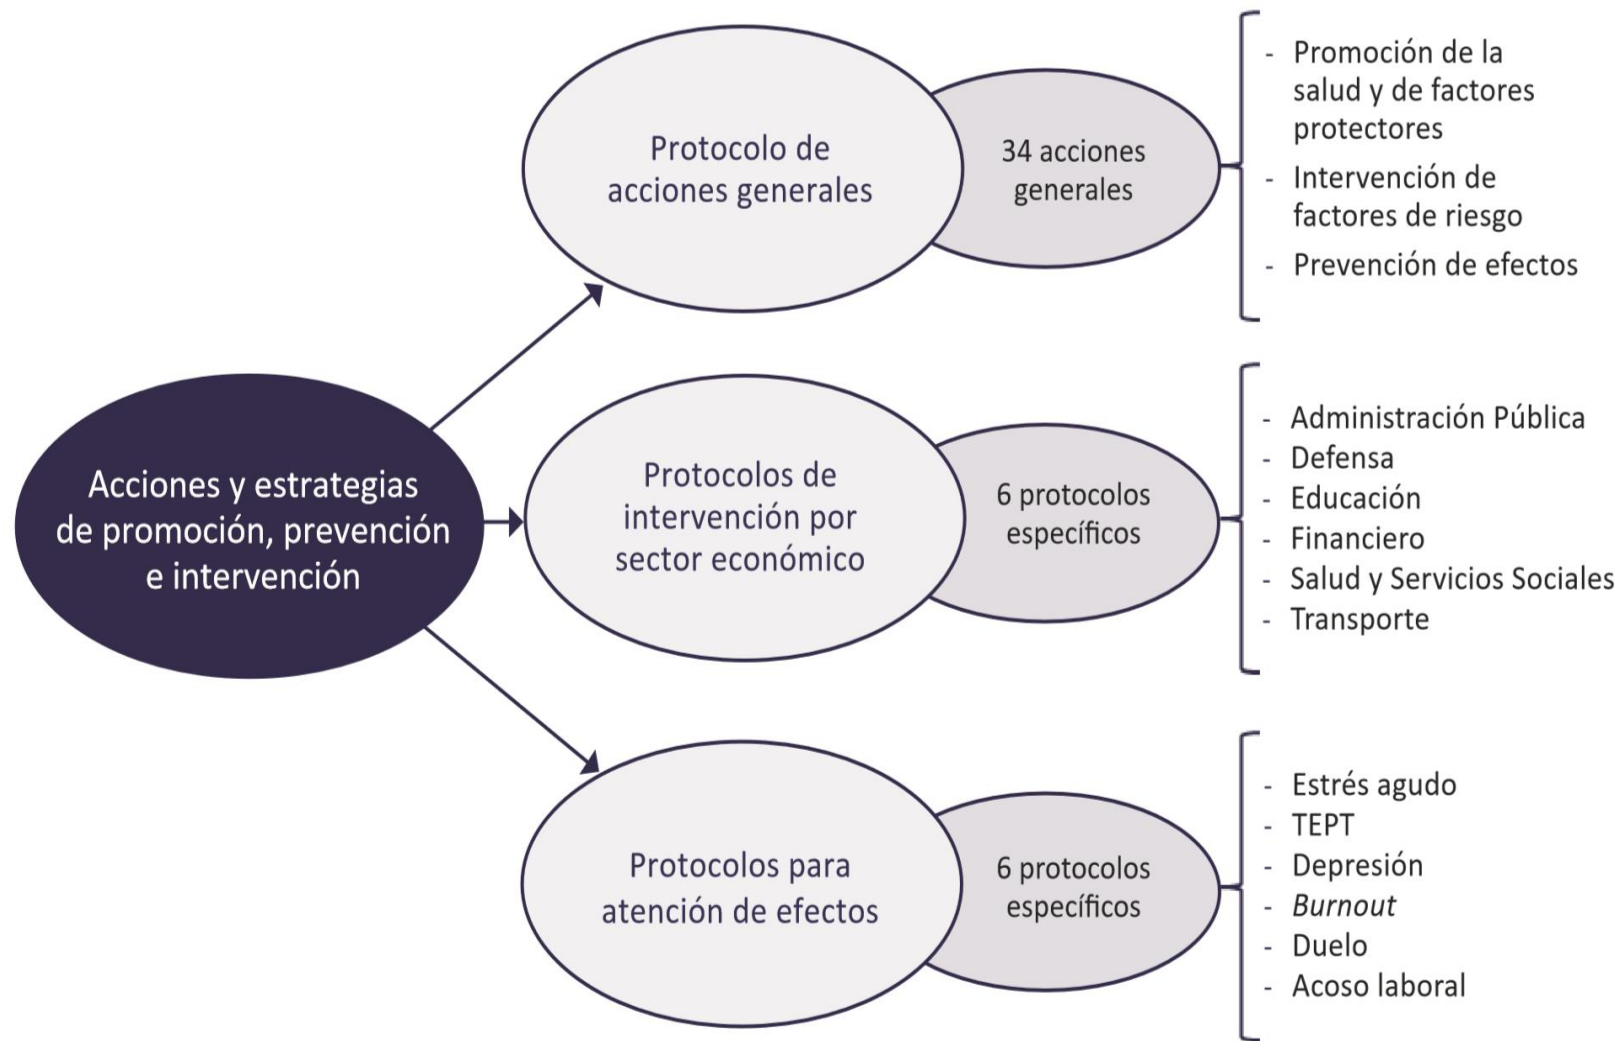 Acciones y estrategias
de promoción, prevención
e intervención
Protocolo de
acciones generales
34 acciones
generales
- Promoción de la
salud y de factores
protectores
- Intervención de
factores de riesgo
- Prevención de efectos
Protocolos de
intervención por
sector económico
6 protocolos
específicos
- Administración Pública
- Defensa
- Educación
- Financiero
- Salud y Servicios Sociales
- Transporte
Protocolos para
atención de efectos
6 protocolos
específicos
- Estrés agudo
- TEPT
- Depresión
- Burnout
- Duelo
- Acoso laboral